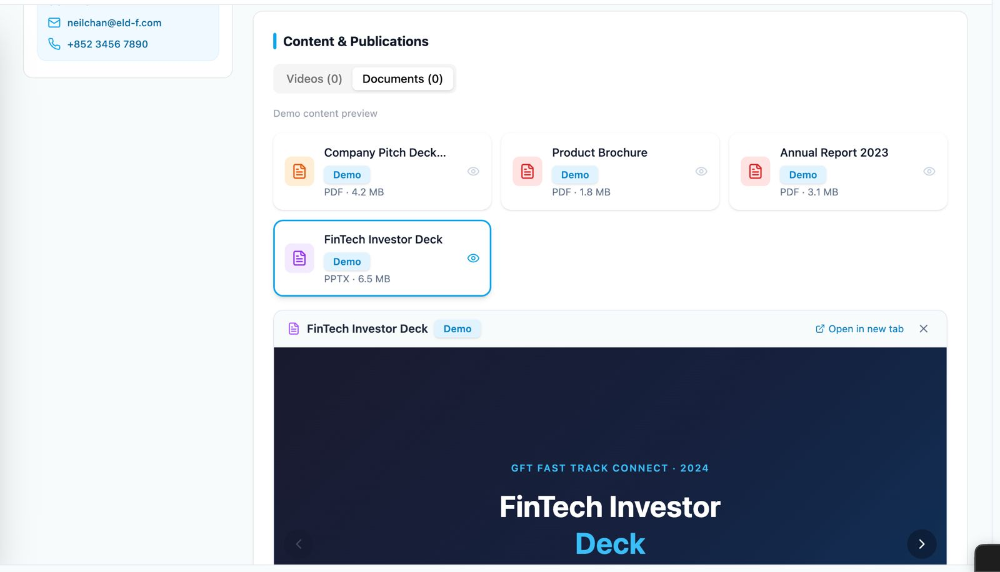 neilchan@eld-f.com
+852 3456 7890
Content & Publications
Videos (0)
Documents (0)
Demo content preview
Company Pitch Deck...
Demo
PDF · 4.2 MB
Product Brochure
Demo
PDF · 1.8 MB
Annual Report 2023
Demo
PDF · 3.1 MB
FinTech Investor Deck
Demo
PPTX · 6.5 MB
FinTech Investor Deck
Demo
Open in new tab
GFT FAST TRACK CONNECT · 2024
FinTech Investor
Deck